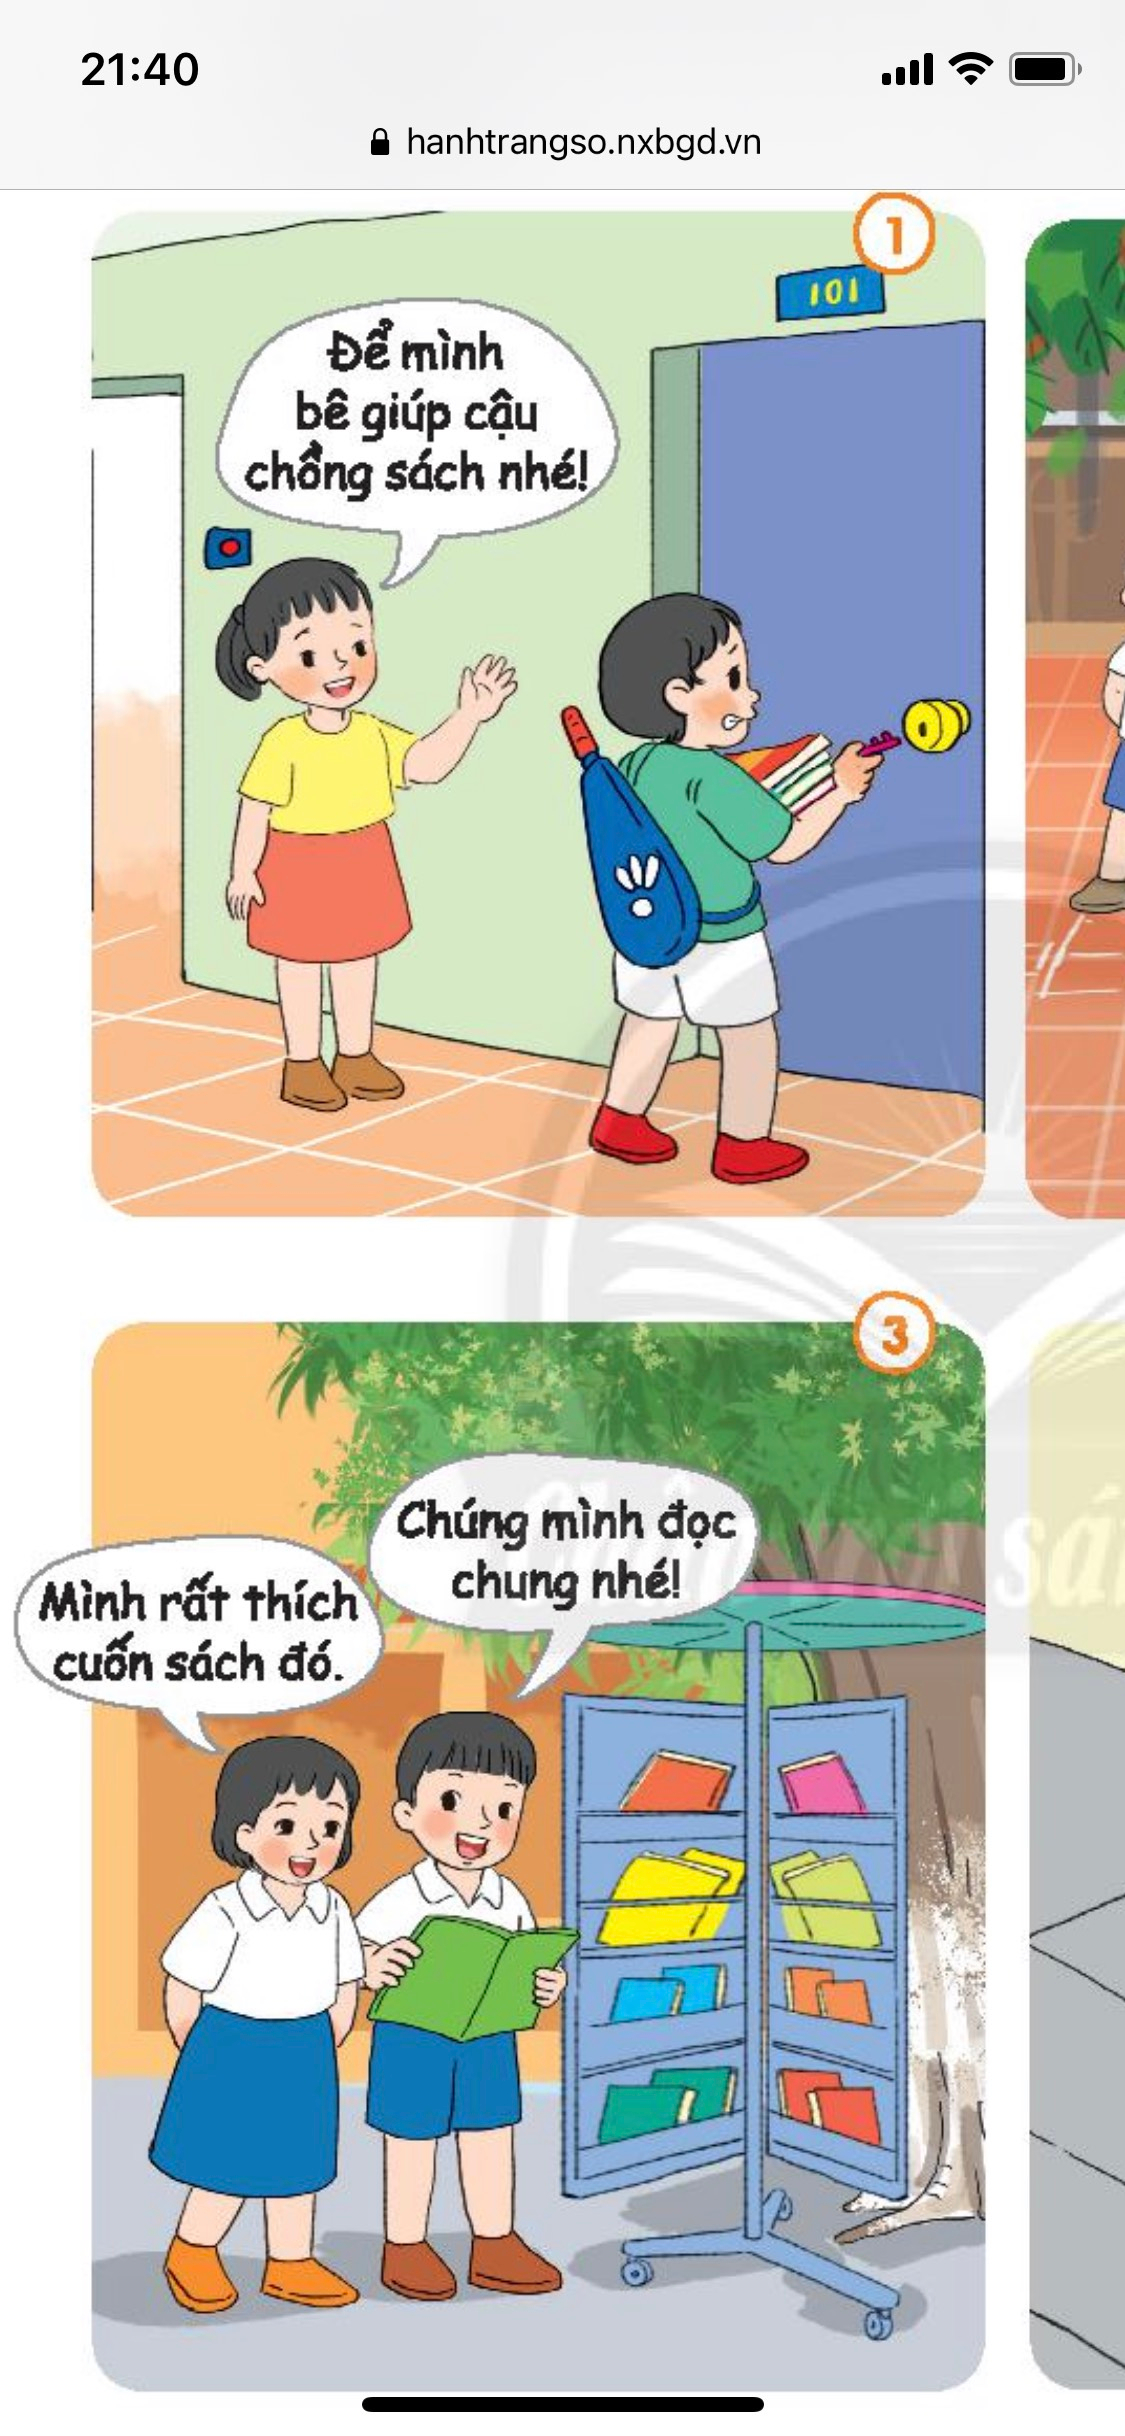 21:40
hanhtrangso.nxbgd.vn
1
101
Để mình
bê giúp cậu
chồng sách nhé!
3
Chúng mình đọc
chung nhé!
Mình rất thích
cuốn sách đó.
sá